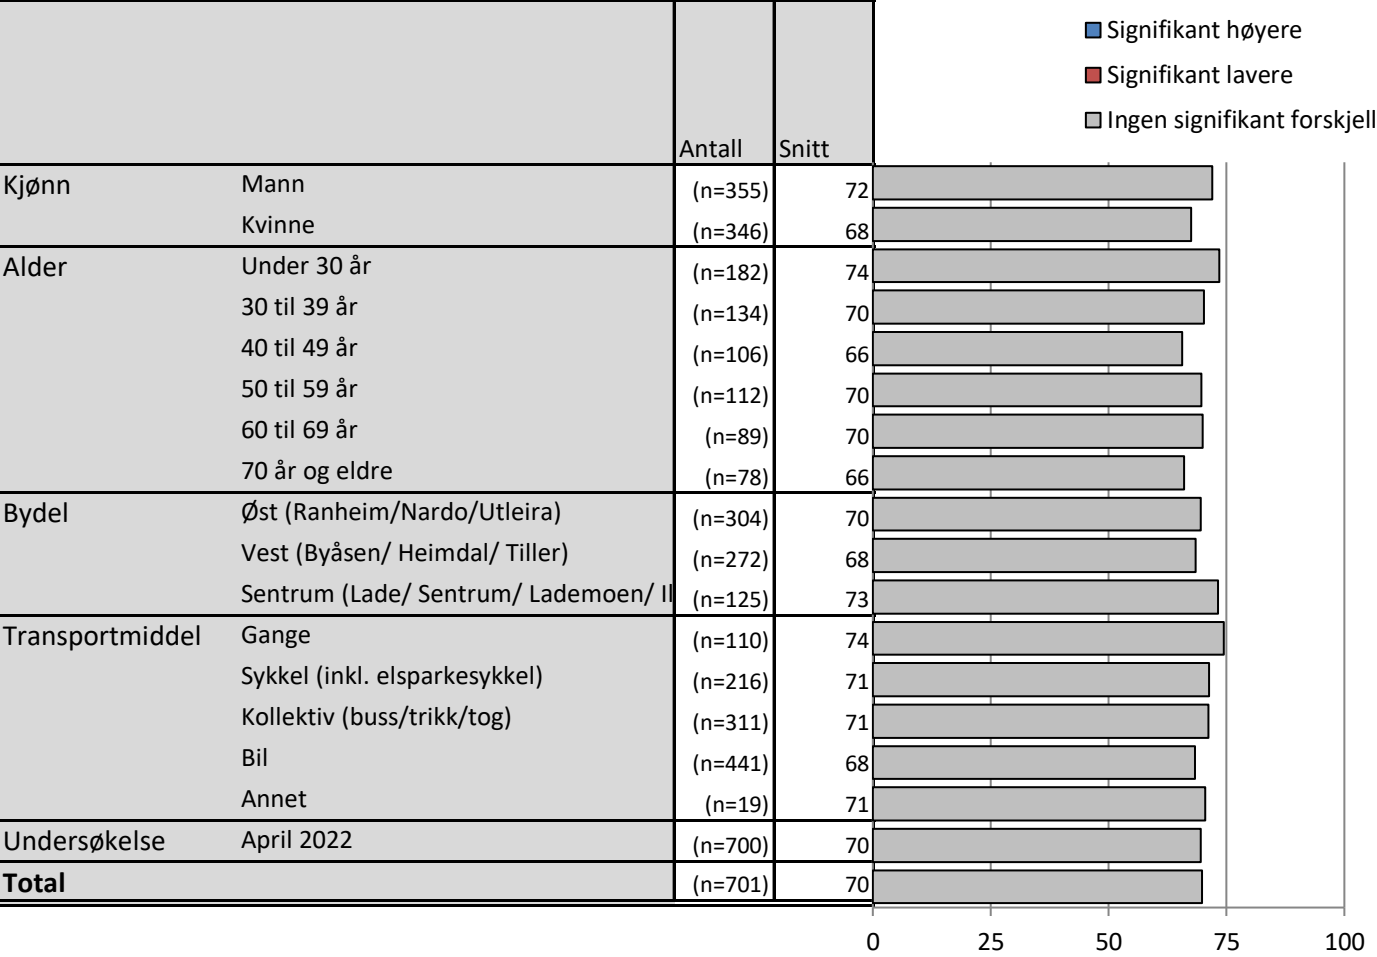 Signifikant høyere
Signifikant lavere
Ingen signifikant forskjell
Antall Snitt
Kjønn Mann (n=355) 72
Kvinne (n=346) 68
Alder Under 30 år (n=182) 74
30 til 39 år (n=134) 70
40 til 49 år (n=106) 66
50 til 59 år (n=112) 70
60 til 69 år (n=89) 70
70 år og eldre (n=78) 66
Bydel Øst (Ranheim/Nardo/Utleira) (n=304) 70
Vest (Byåsen/ Heimdal/ Tiller) (n=272) 68
Sentrum (Lade/ Sentrum/ Lademoen/ Il (n=125) 73
Transportmiddel Gange (n=110) 74
Sykkel (inkl. elsparkesykkel) (n=216) 71
Kollektiv (buss/trikk/tog) (n=311) 71
Bil (n=441) 68
Annet (n=19) 71
Undersøkelse April 2022 (n=700) 70
Total (n=701) 70
0 25 50 75 100